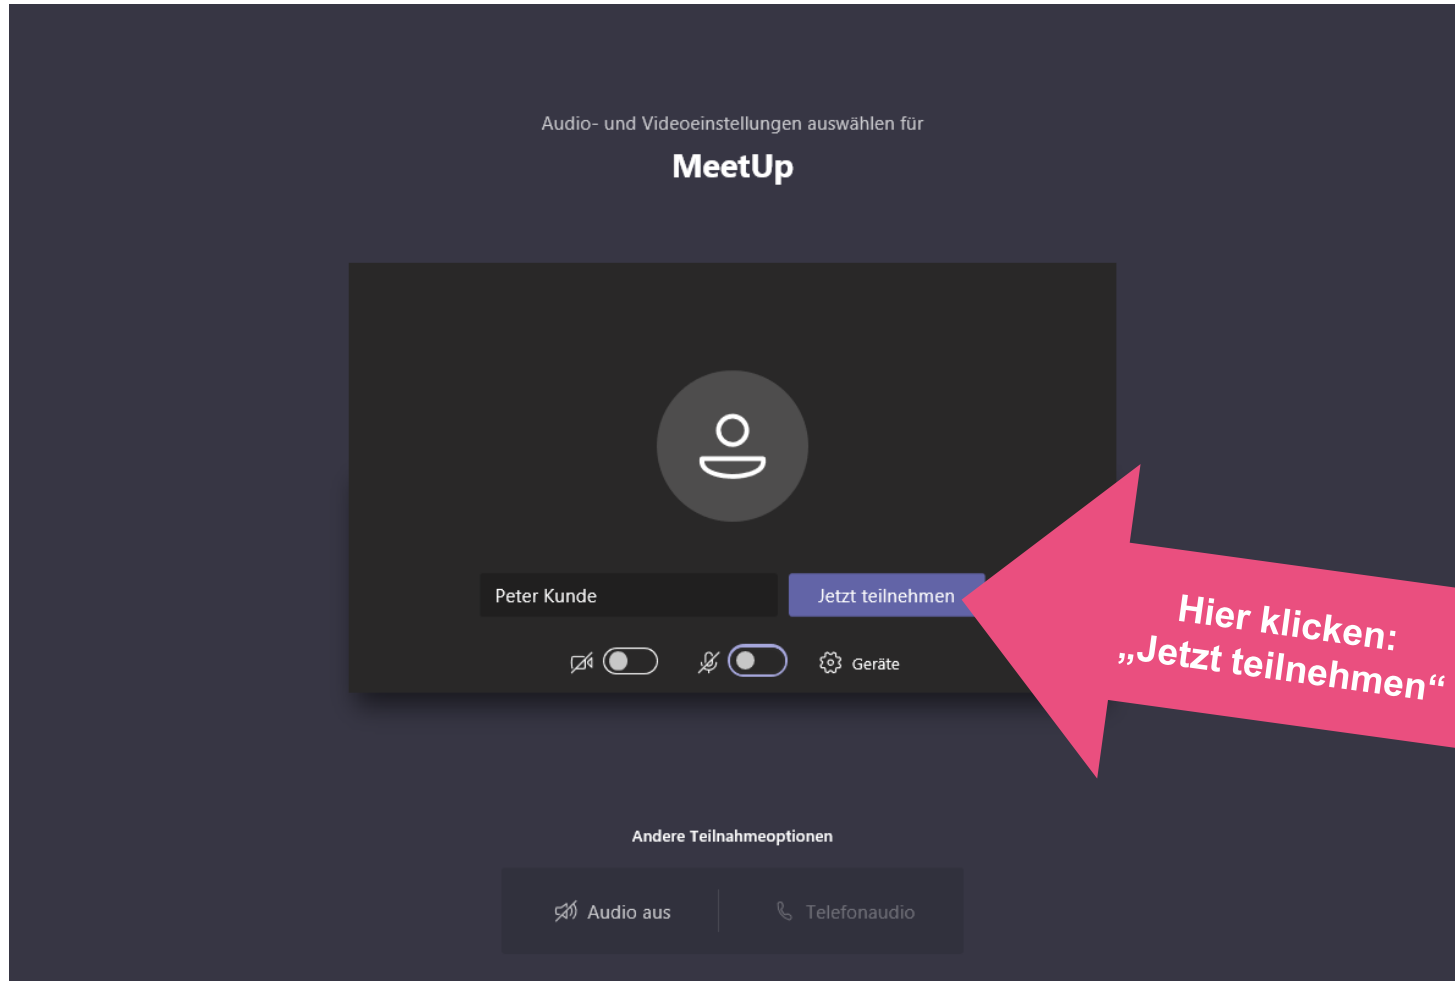 Audio- und Videoeinstellungen auswählen für
MeetUp
Peter Kunde
Jetzt teilnehmen
Hier klicken:
„Jetzt teilnehmen“
Geräte
Andere Teilnahmeoptionen
Audio aus
Telefonaudio